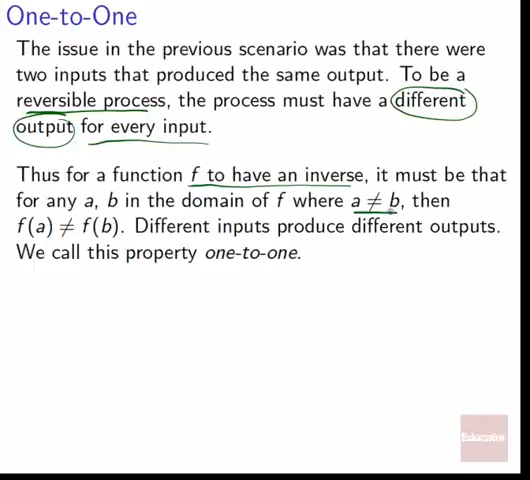 One-to-One
The issue in the previous scenario was that there were
two inputs that produced the same output. To be a
reversible process, the process must have a different
output for every input.
Thus for a function f to have an inverse, it must be that
for any a, b in the domain of f where a ≠ b, then
f(a) ≠ f(b). Different inputs produce different outputs.
We call this property one-to-one.
Educator